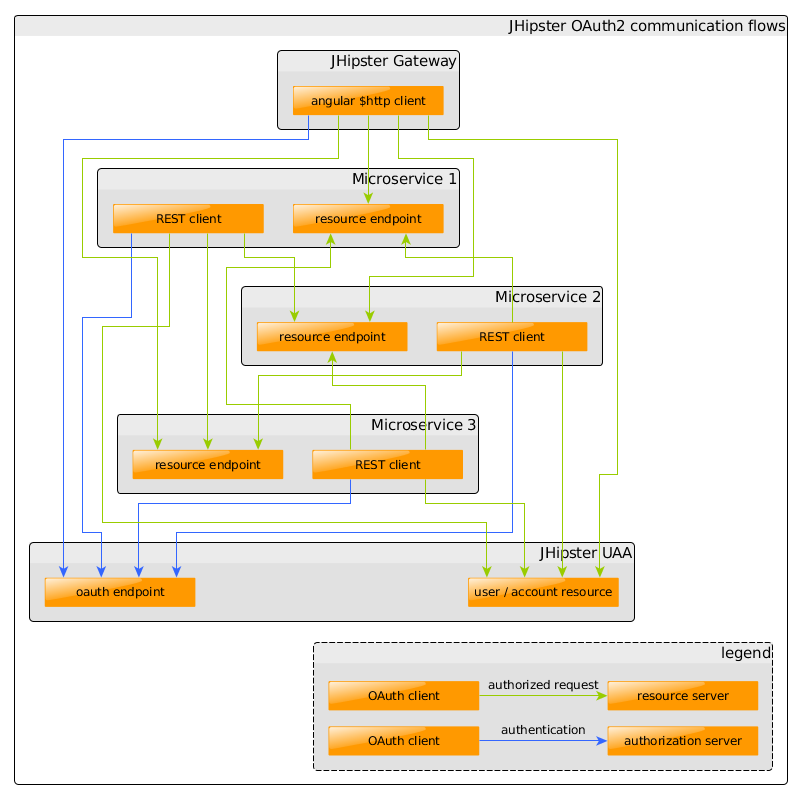 JHipster OAuth2 communication flows
JHipster Gateway
angular $http client
Microservice 1
REST client
resource endpoint
Microservice 2
resource endpoint
REST client
Microservice 3
resource endpoint
REST client
JHipster UAA
oauth endpoint
user / account resource
legend
OAuth client
authorized request
resource server
OAuth client
authentication
authorization server